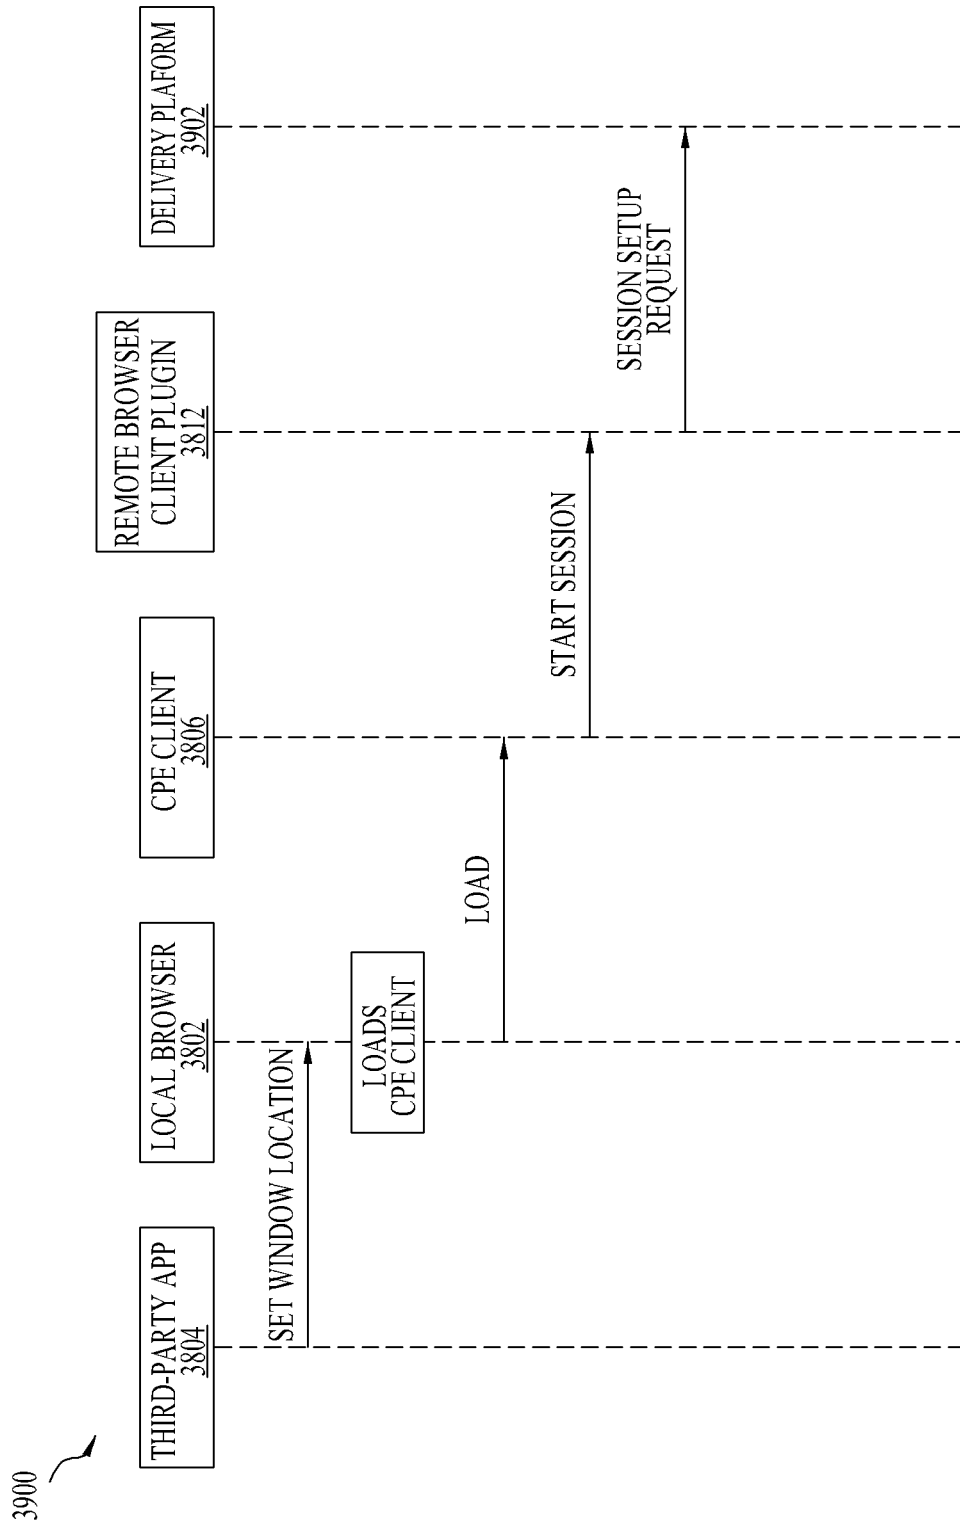 3900
THIRD-PARTY APP
3804
LOCAL BROWSER
3802
CPE CLIENT
3806
REMOTE BROWSER
CLIENT PLUGIN
3812
DELIVERY PLAFORM
3902
SET WINDOW LOCATION
LOADS
CPE CLIENT
LOAD
START SESSION
SESSION SETUP
REQUEST